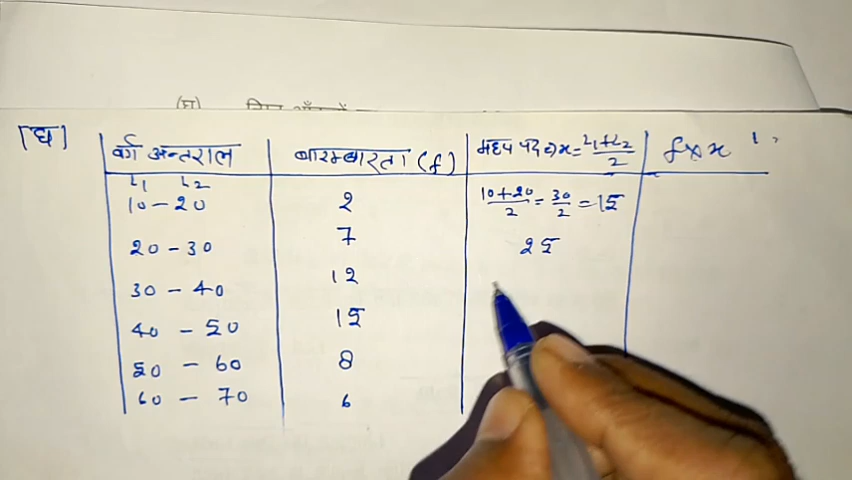 (घ)
वर्ग अन्तराल बारम्बारता (f) मध्य पद x = L1+L2/2 f×x
L1 L2
10 - 20 2 10+20/2 = 30/2 = 15
20 - 30 7 25
30 - 40 12
40 - 50 15
50 - 60 8
60 - 70 6